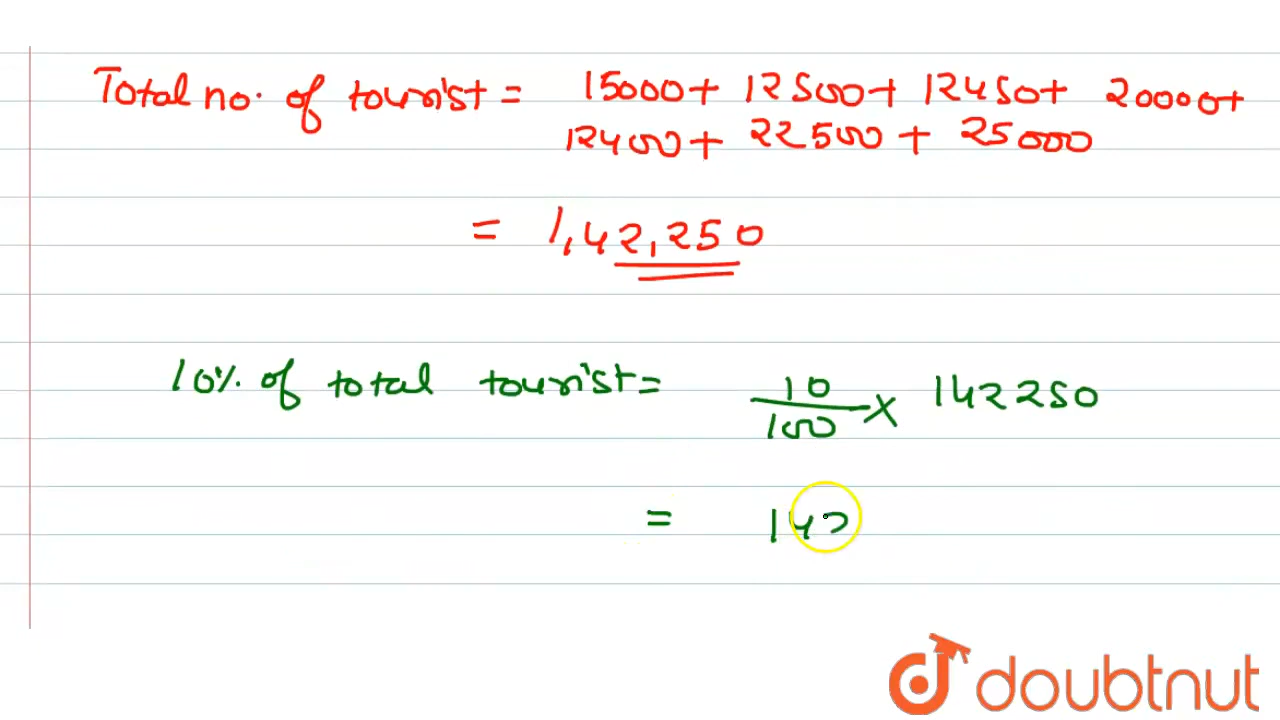 Total no. of tourist = 15000+ 12500+ 12450+ 20000+
12400+ 22500 + 25000
= 1,42,250
10% of total tourist = 10/100 × 142250
= 142
doubtnut